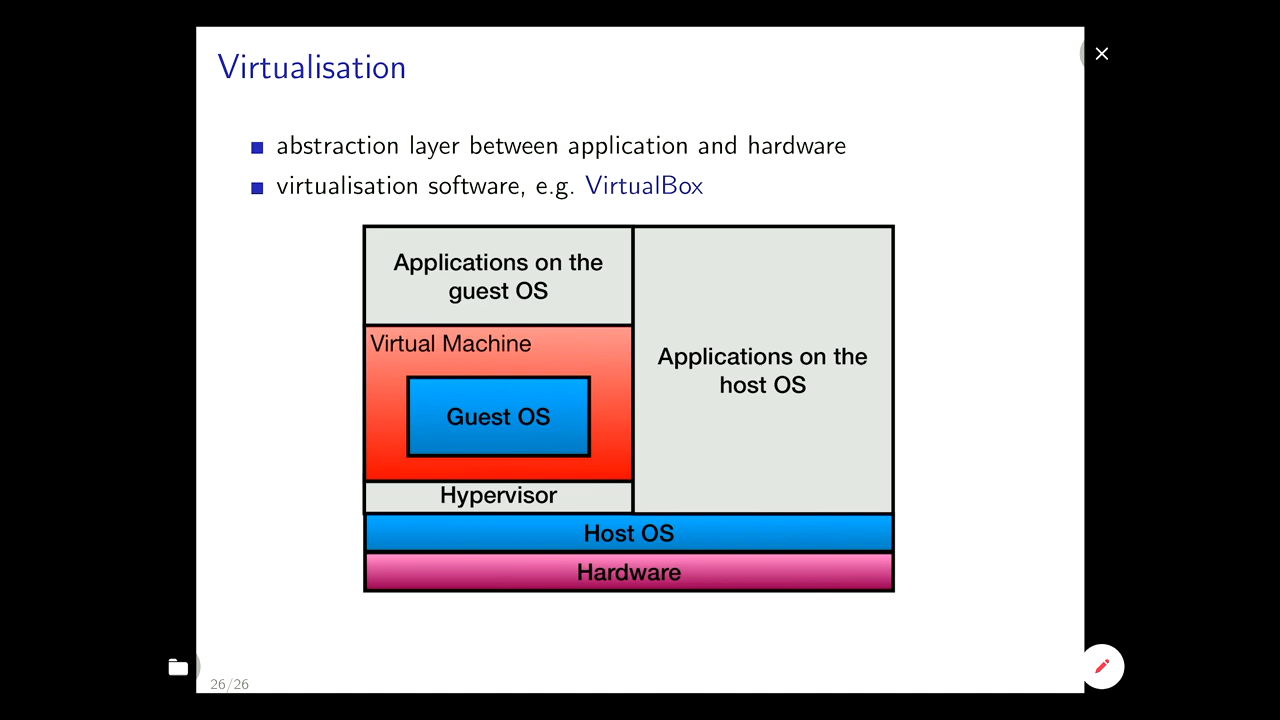 Virtualisation
abstraction layer between application and hardware
virtualisation software, e.g. VirtualBox
Applications on the
guest OS
Virtual Machine
Guest OS
Hypervisor
Applications on the
host OS
Host OS
Hardware
26/26